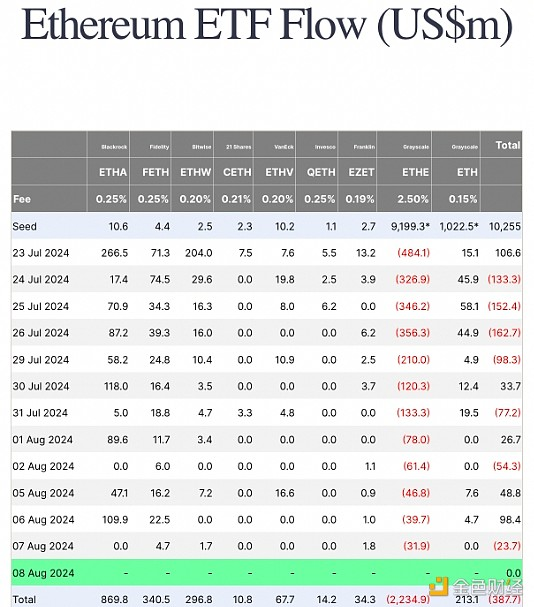 Ethereum ETF Flow (US$m)
Blackrock Fidelity Bitwise 21 Shares VanEck Invesco Franklin Grayscale Grayscale Total
ETHA FETH ETHW CETH ETHV QETH EZET ETHE ETH
Fee 0.25% 0.25% 0.20% 0.21% 0.20% 0.25% 0.19% 2.50% 0.15%
Seed 10.6 4.4 2.5 2.3 10.2 1.1 2.7 9,199.3* 1,022.5* 10,255
23 Jul 2024 266.5 71.3 204.0 7.5 7.6 5.5 13.2 (484.1) 15.1 106.6
24 Jul 2024 17.4 74.5 29.6 0.0 19.8 2.5 3.9 (326.9) 45.9 (133.3)
25 Jul 2024 70.9 34.3 16.3 0.0 8.0 6.2 0.0 (346.2) 58.1 (152.4)
26 Jul 2024 87.2 39.3 16.0 0.0 0.0 0.0 6.2 (356.3) 44.9 (162.7)
29 Jul 2024 58.2 24.8 10.4 0.0 10.9 0.0 2.5 (210.0) 4.9 (98.3)
30 Jul 2024 118.0 16.4 3.5 0.0 0.0 0.0 3.7 (120.3) 12.4 33.7
31 Jul 2024 5.0 18.8 4.7 3.3 4.8 0.0 0.0 (133.3) 19.5 (77.2)
01 Aug 2024 89.6 11.7 3.4 0.0 0.0 0.0 0.0 (78.0) 0.0 26.7
02 Aug 2024 0.0 6.0 0.0 0.0 0.0 0.0 1.1 (61.4) 0.0 (54.3)
05 Aug 2024 47.1 16.2 7.2 0.0 16.6 0.0 0.9 (46.8) 7.6 48.8
06 Aug 2024 109.9 22.5 0.0 0.0 0.0 0.0 1.0 (39.7) 4.7 98.4
07 Aug 2024 0.0 4.7 1.7 0.0 0.0 0.0 1.8 (31.9) 0.0 (23.7)
08 Aug 2024 - - - - - - - - - 0.0
金色财经
Total 869.8 340.5 296.8 10.8 67.7 14.2 34.3 (2,234.9) 213.1 (387.7)